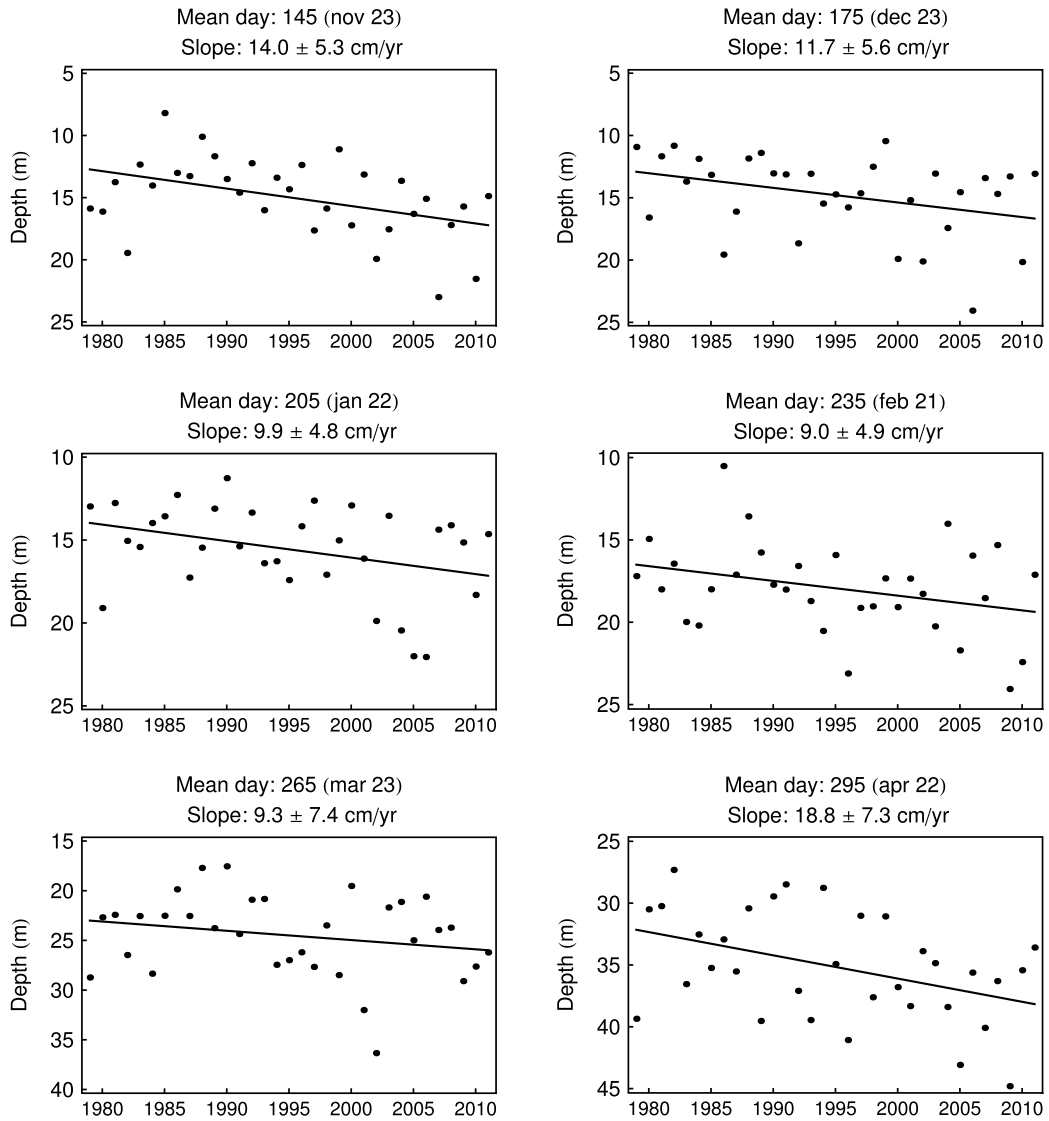 Mean day: 145 (nov 23)
Slope: 14.0 ± 5.3 cm/yr
5
10
15
20
25
Depth (m)
1980 1985 1990 1995 2000 2005 2010
Mean day: 175 (dec 23)
Slope: 11.7 ± 5.6 cm/yr
5
10
15
20
25
Depth (m)
1980 1985 1990 1995 2000 2005 2010
Mean day: 205 (jan 22)
Slope: 9.9 ± 4.8 cm/yr
10
15
20
25
Depth (m)
1980 1985 1990 1995 2000 2005 2010
Mean day: 235 (feb 21)
Slope: 9.0 ± 4.9 cm/yr
10
15
20
25
Depth (m)
1980 1985 1990 1995 2000 2005 2010
Mean day: 265 (mar 23)
Slope: 9.3 ± 7.4 cm/yr
15
20
25
30
35
40
Depth (m)
1980 1985 1990 1995 2000 2005 2010
Mean day: 295 (apr 22)
Slope: 18.8 ± 7.3 cm/yr
25
30
35
40
45
Depth (m)
1980 1985 1990 1995 2000 2005 2010